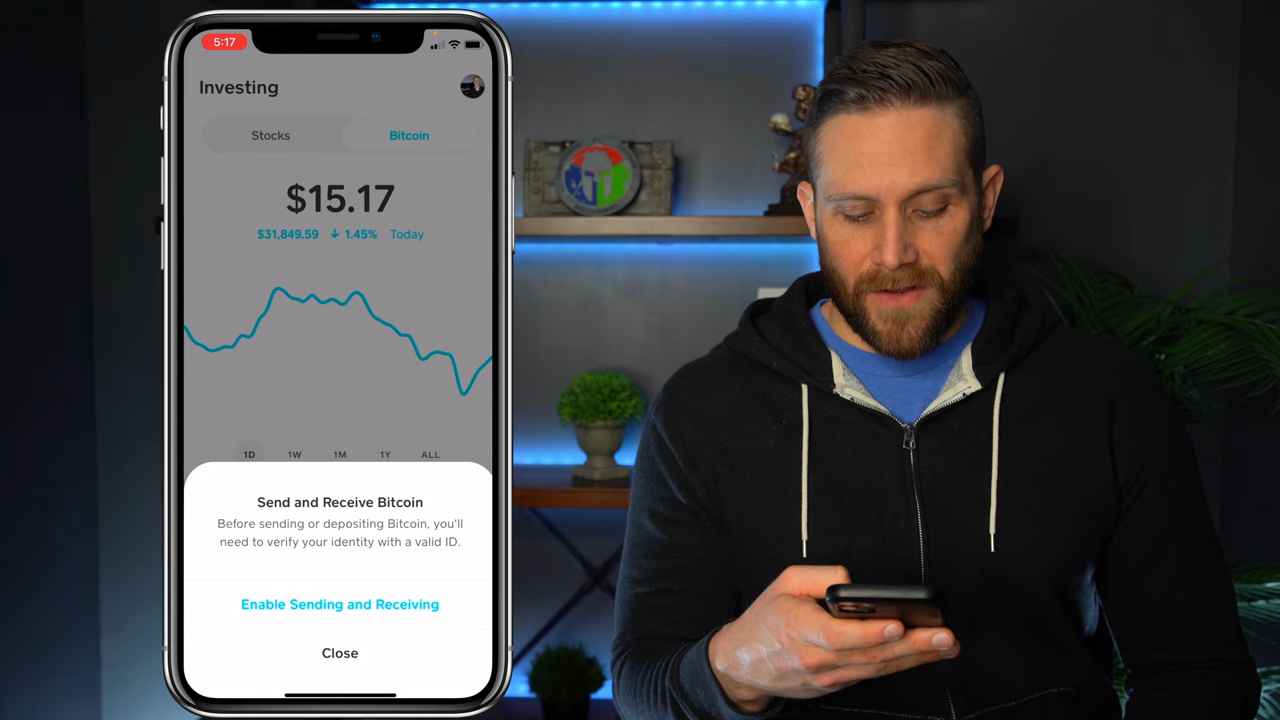 5:17
Investing
Stocks Bitcoin
$15.17
$31,849.59 ↓ 1.45% Today
1D 1W 1M 1Y ALL
Send and Receive Bitcoin
Before sending or depositing Bitcoin, you'll
need to verify your identity with a valid ID.
Enable Sending and Receiving
Close